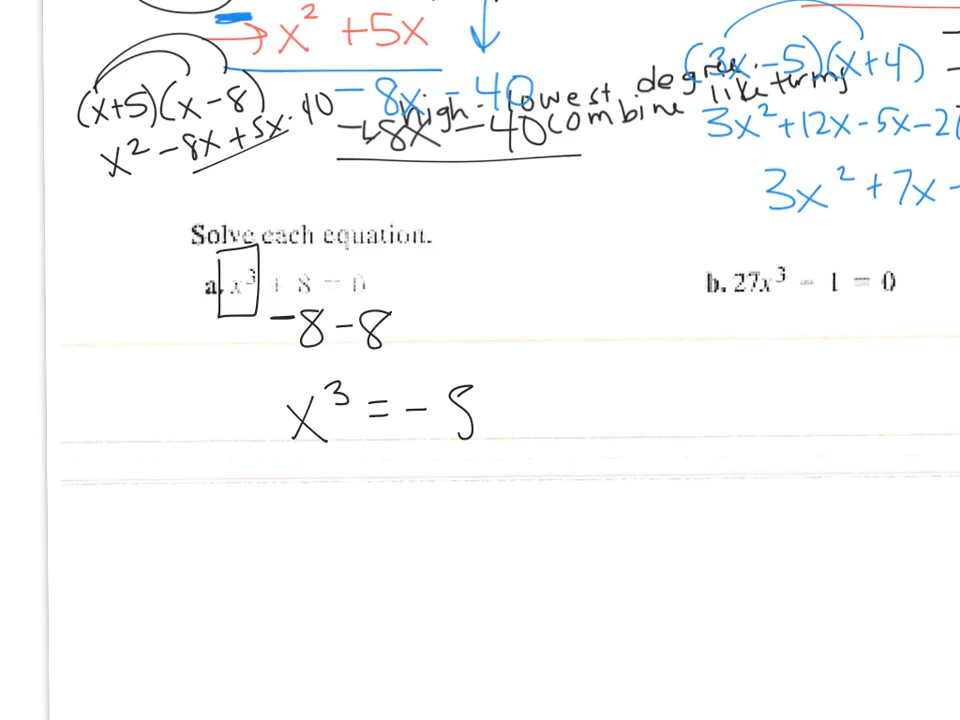 x² + 5x
(3x - 5)(x + 4)
(x + 5)(x - 8)
- 8x - 40
high - lowest degree.
x² - 8x + 5x - 40
- 8x - 40
combine like terms
3x² + 12x - 5x - 2
3x² + 7x -
Solve each equation.
a. x³ + 8 = 0
b. 27x³ - 1 = 0
-8 - 8
x³ = -